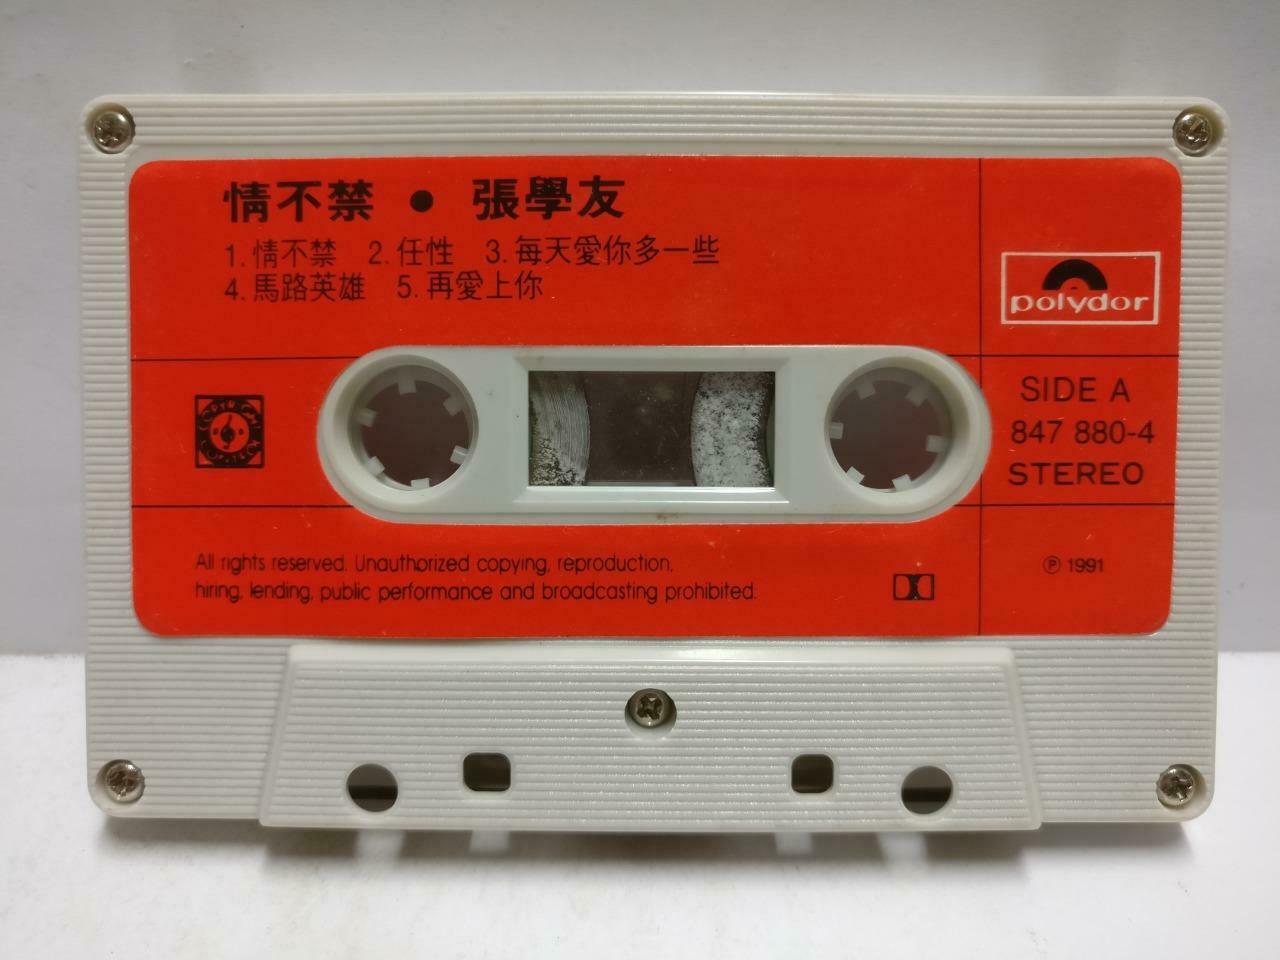 情不禁 ● 張學友
1. 情不禁 2. 任性 3. 每天愛你多一些
4. 馬路英雄 5. 再愛上你
polydor
SIDE A
847 880-4
STEREO
All rights reserved. Unauthorized copying, reproduction,
hiring, lending, public performance and broadcasting prohibited.
Ⓟ 1991